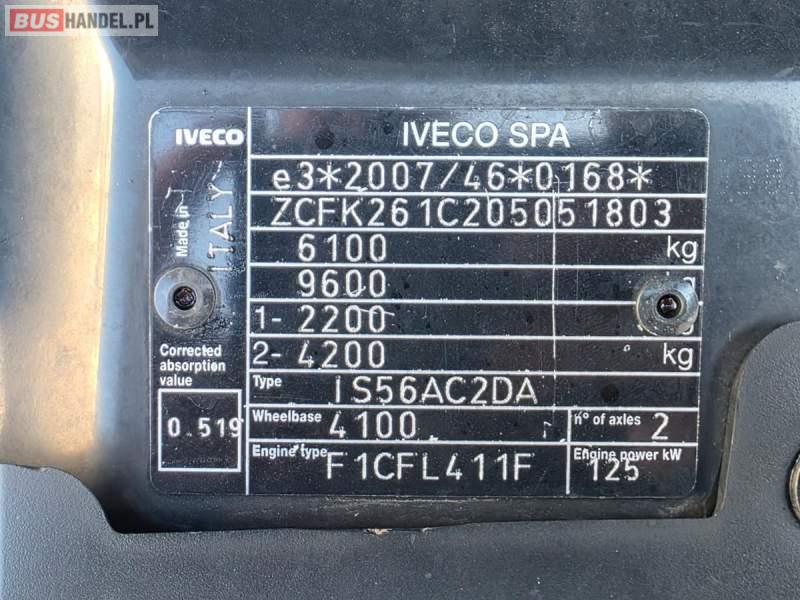 BUSHANDEL.PL
IVECO
IVECO SPA
Made in ITALY
e3*2007/46*0168*
ZCFK261C205051803
6100 kg
9600
1- 2200
2- 4200 kg
Corrected
absorption
value
0.519
Type IS56AC2DA
Wheelbase 4100 n° of axles 2
Engine type F1CFL411F Engine power kW 125